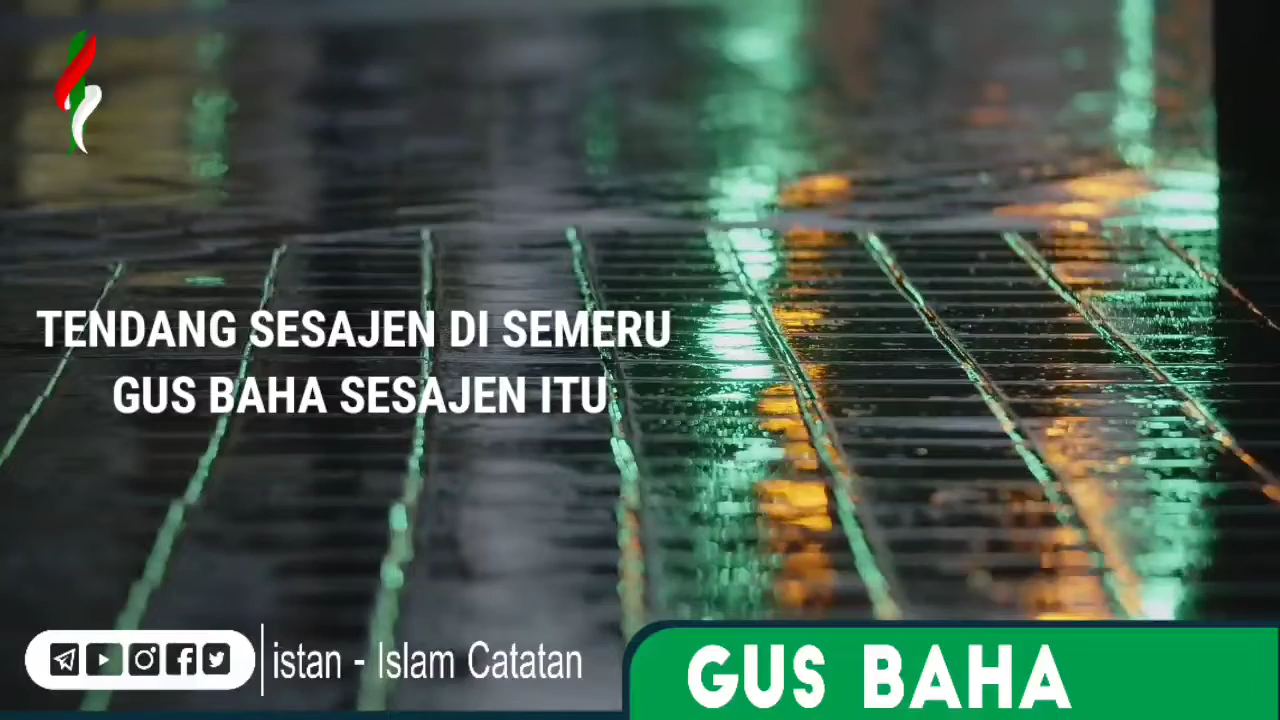 TENDANG SESAJEN DI SEMERU
GUS BAHA SESAJEN ITU
istan - Islam Catatan
GUS BAHA